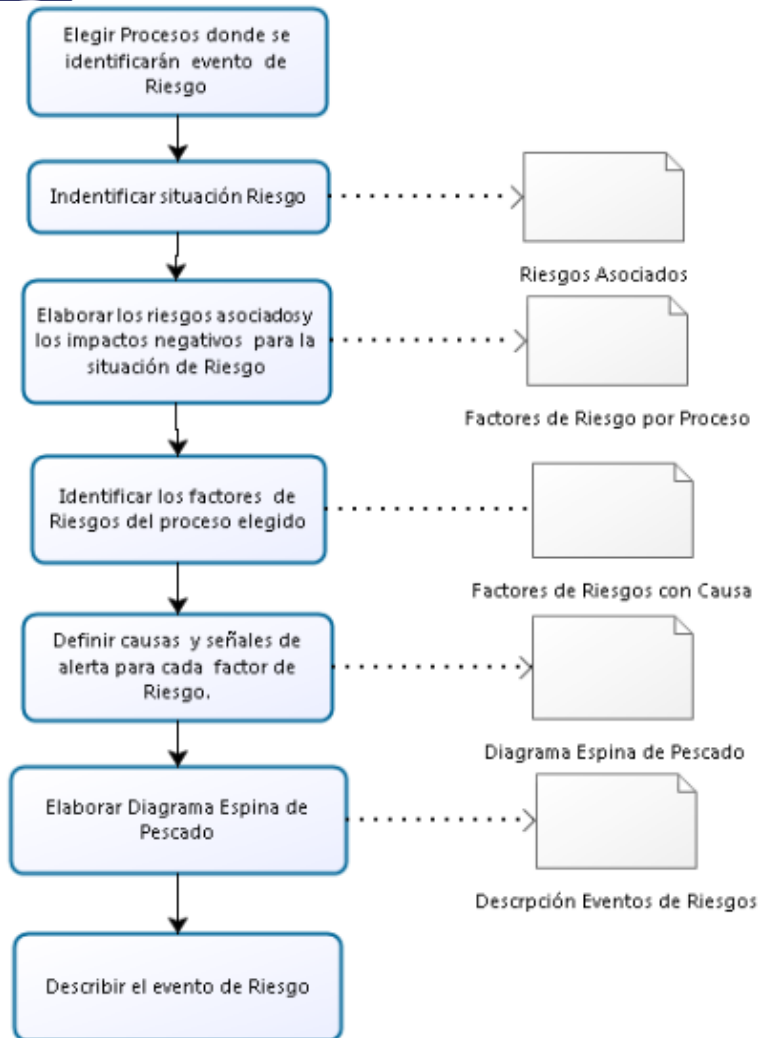 Elegir Procesos donde se
identificarán evento de
Riesgo
Indentificar situación Riesgo
Riesgos Asociados
Elaborar los riesgos asociadosy
los impactos negativos para la
situación de Riesgo
Factores de Riesgo por Proceso
Identificar los factores de
Riesgos del proceso elegido
Factores de Riesgos con Causa
Definir causas y señales de
alerta para cada factor de
Riesgo.
Diagrama Espina de Pescado
Elaborar Diagrama Espina de
Pescado
Descrpción Eventos de Riesgos
Describir el evento de Riesgo